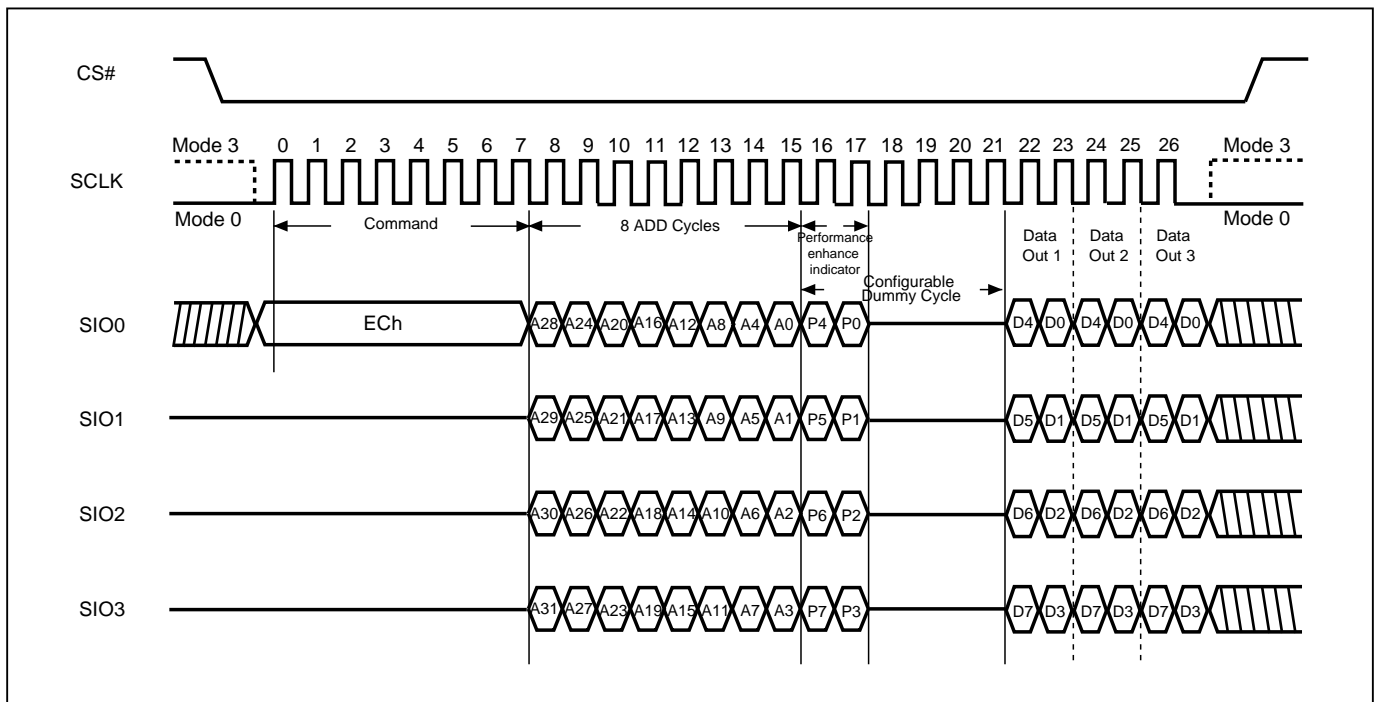 CS#
Mode 3 0 1 2 3 4 5 6 7 8 9 10 11 12 13 14 15 16 17 18 19 20 21 22 23 24 25 26 Mode 3
SCLK
Mode 0 Mode 0
Command 8 ADD Cycles
Performance
enhance
indicator
Data
Out 1
Data
Out 2
Data
Out 3
Configurable
Dummy Cycle
SIO0 ECh A28 A24 A20 A16 A12 A8 A4 A0 P4 P0 D4 D0 D4 D0 D4 D0
SIO1 A29 A25 A21 A17 A13 A9 A5 A1 P5 P1 D5 D1 D5 D1 D5 D1
SIO2 A30 A26 A22 A18 A14 A10 A6 A2 P6 P2 D6 D2 D6 D2 D6 D2
SIO3 A31 A27 A23 A19 A15 A11 A7 A3 P7 P3 D7 D3 D7 D3 D7 D3